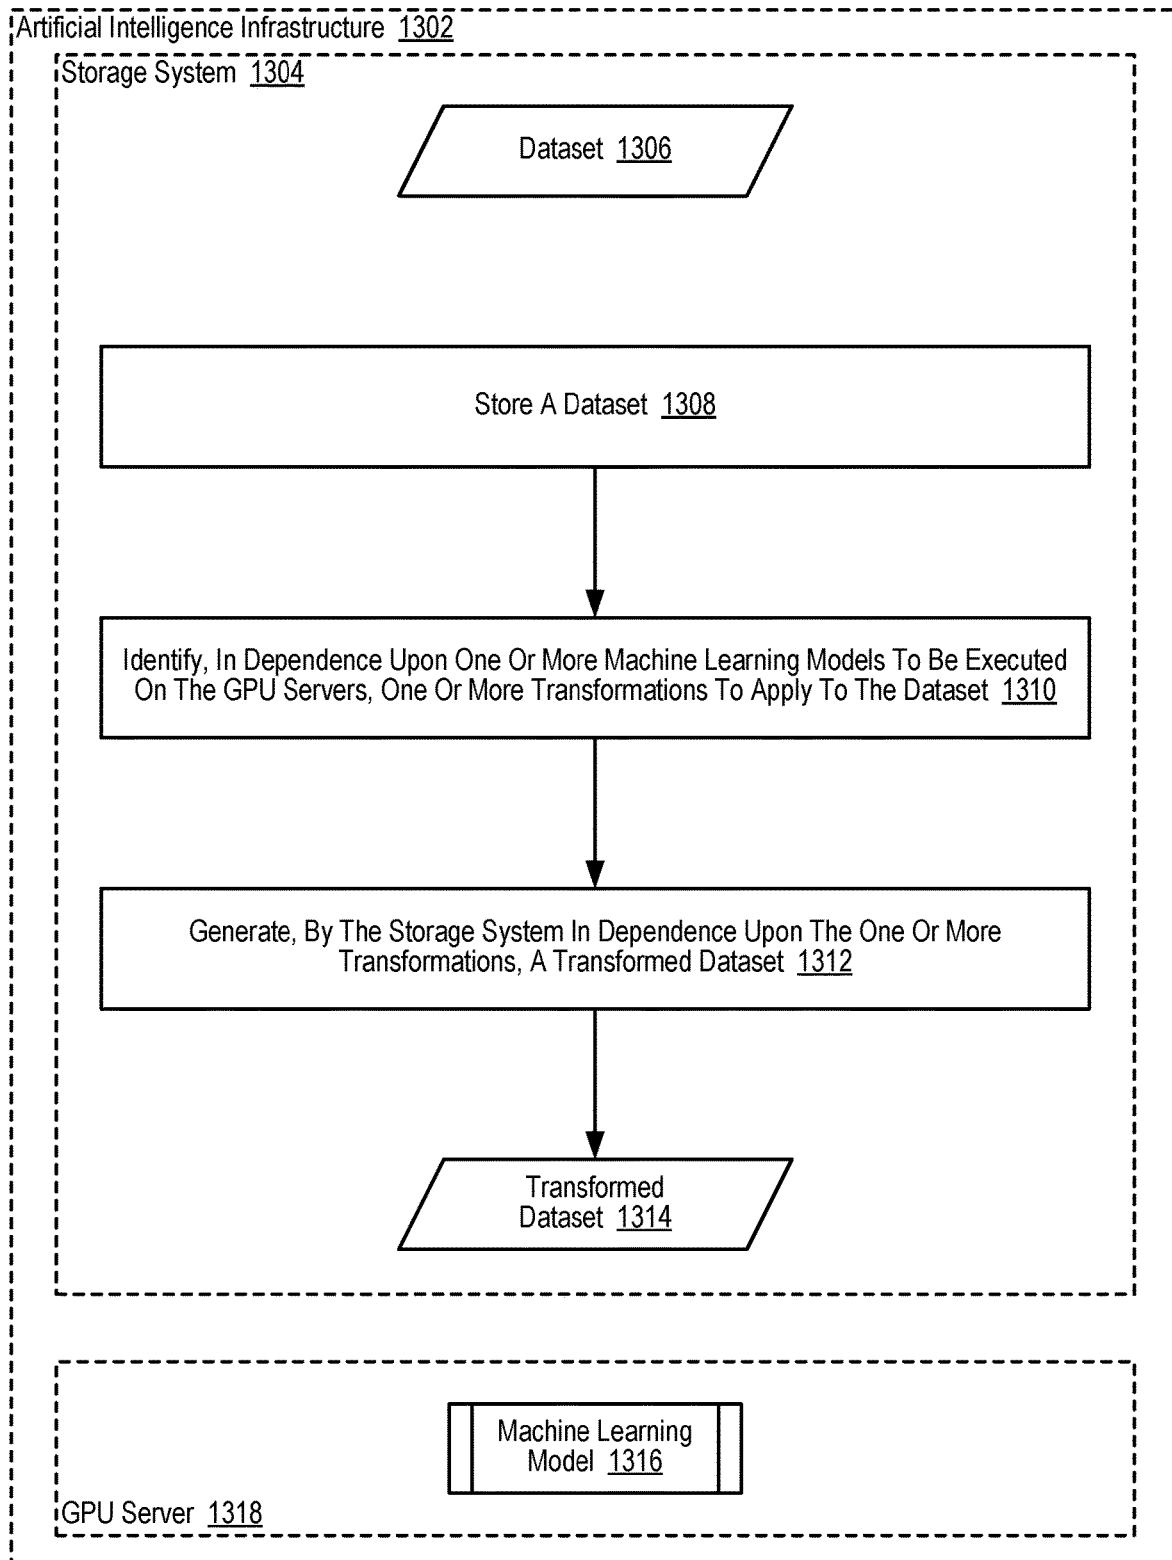 Artificial Intelligence Infrastructure 1302
Storage System 1304
Dataset 1306
Store A Dataset 1308
Identify, In Dependence Upon One Or More Machine Learning Models To Be Executed
On The GPU Servers, One Or More Transformations To Apply To The Dataset 1310
Generate, By The Storage System In Dependence Upon The One Or More
Transformations, A Transformed Dataset 1312
Transformed
Dataset 1314
Machine Learning
Model 1316
GPU Server 1318